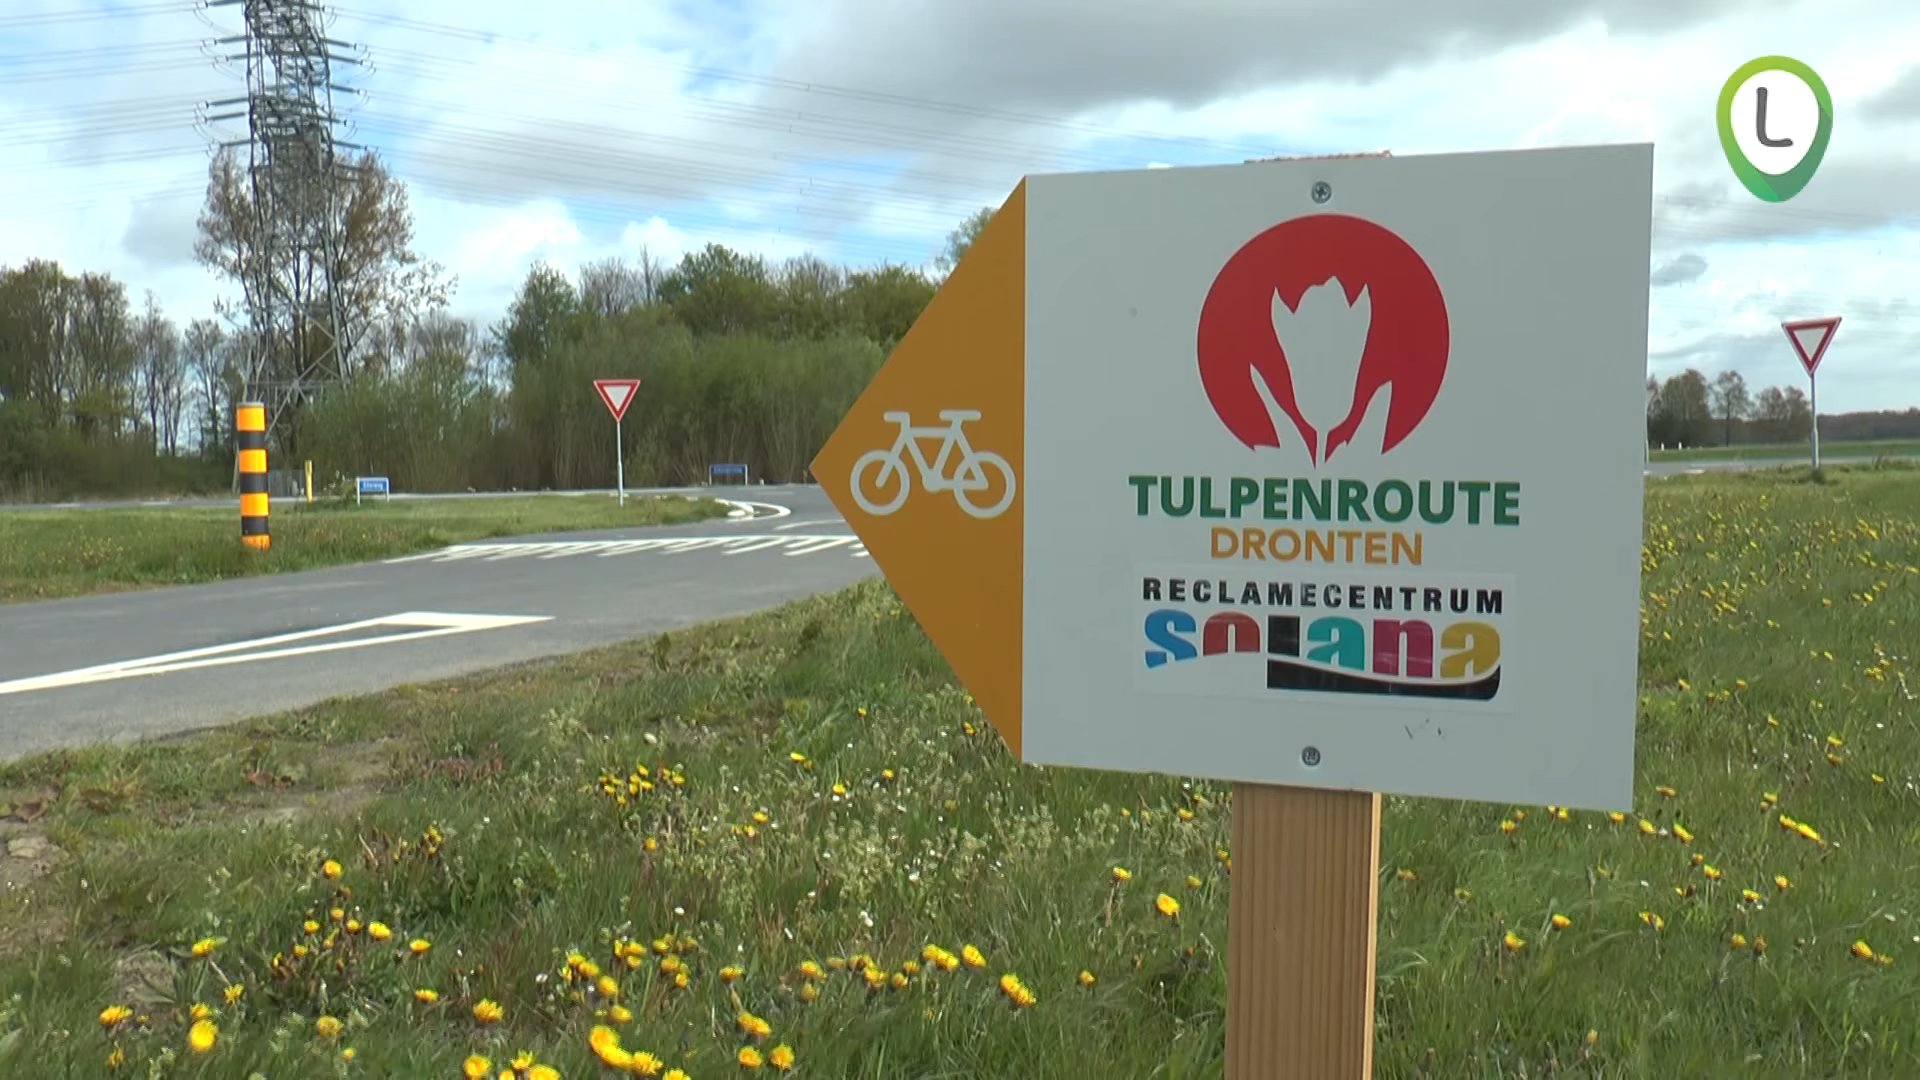 L
TULPENROUTE
DRONTEN
RECLAMECENTRUM
solana